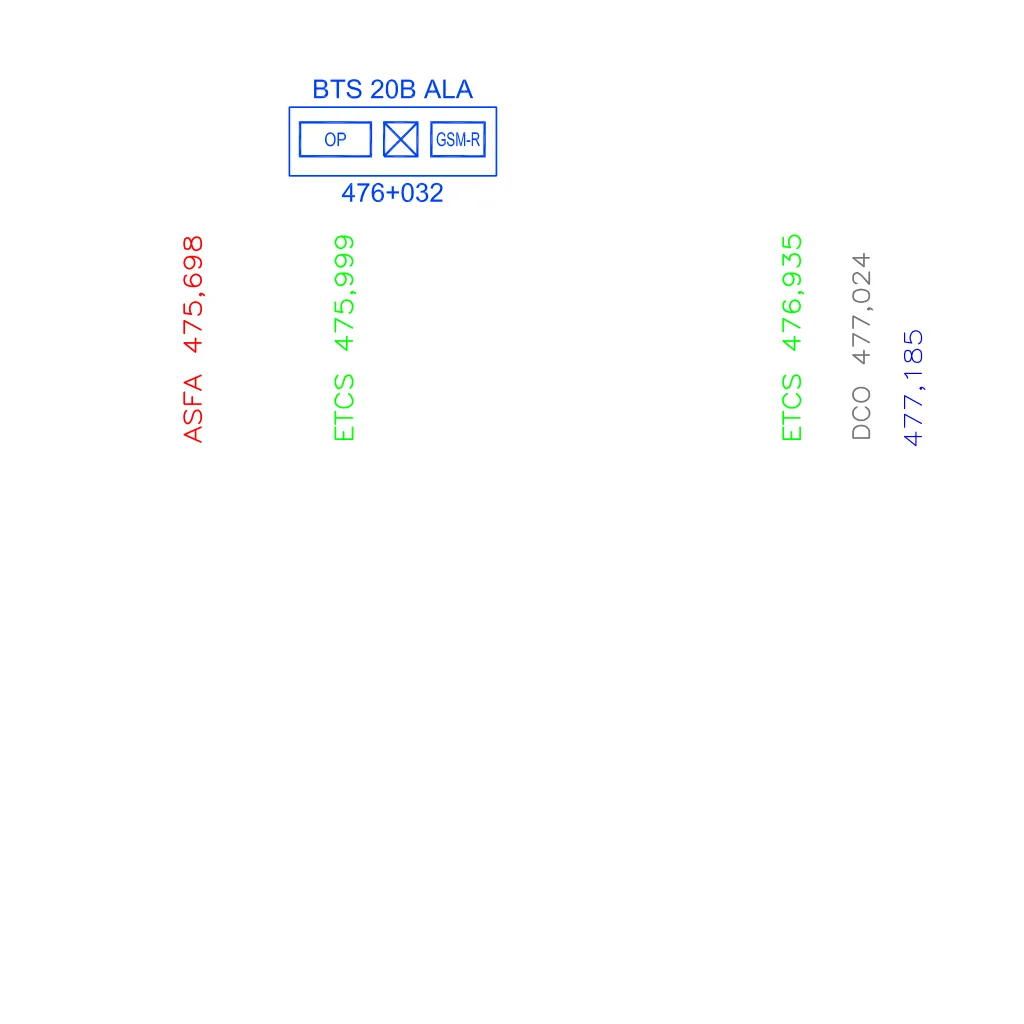 BTS 20B ALA
OP
GSM-R
476+032
ASFA 475,698
ETCS 475,999
ETCS 476,935
DCO 477,024
477,185